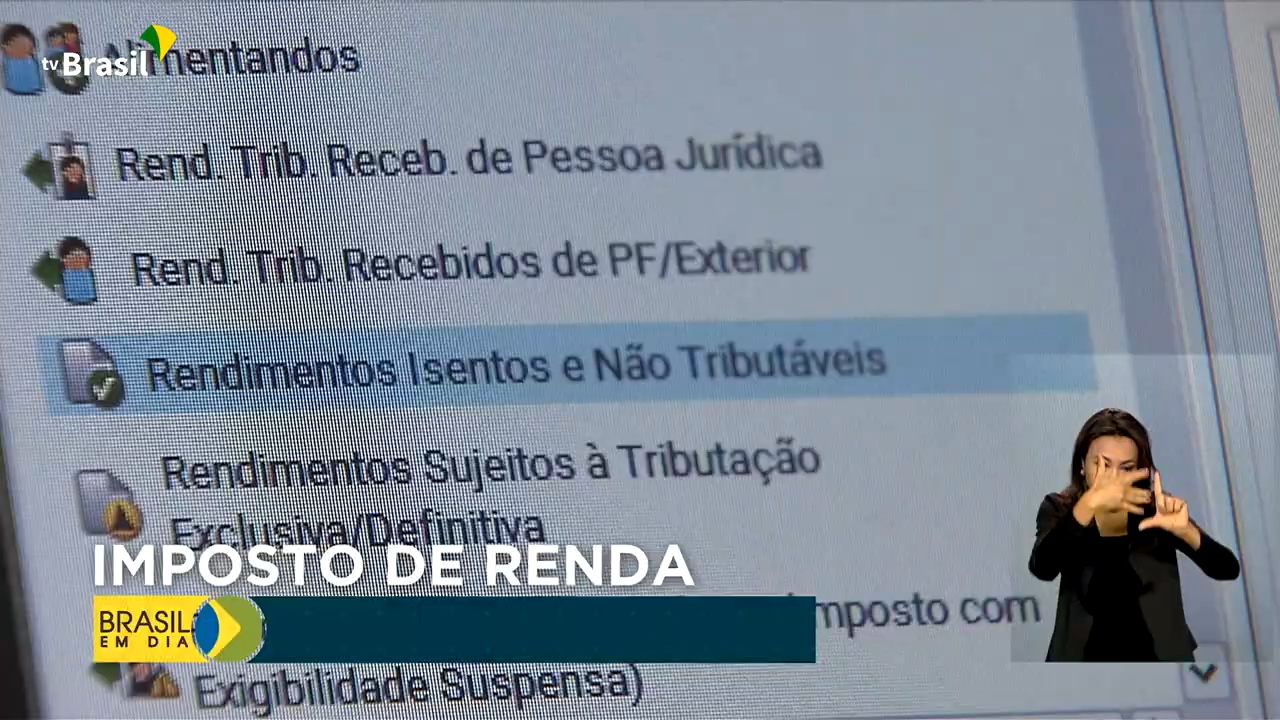 tv Brasil
Alimentandos
Rend. Trib. Receb. de Pessoa Jurídica
Rend. Trib. Recebidos de PF/Exterior
Rendimentos Isentos e Não Tributáveis
Rendimentos Sujeitos à Tributação
Exclusiva/Definitiva
IMPOSTO DE RENDA
BRASIL
EM DIA
imposto com
Exigibilidade Suspensa)